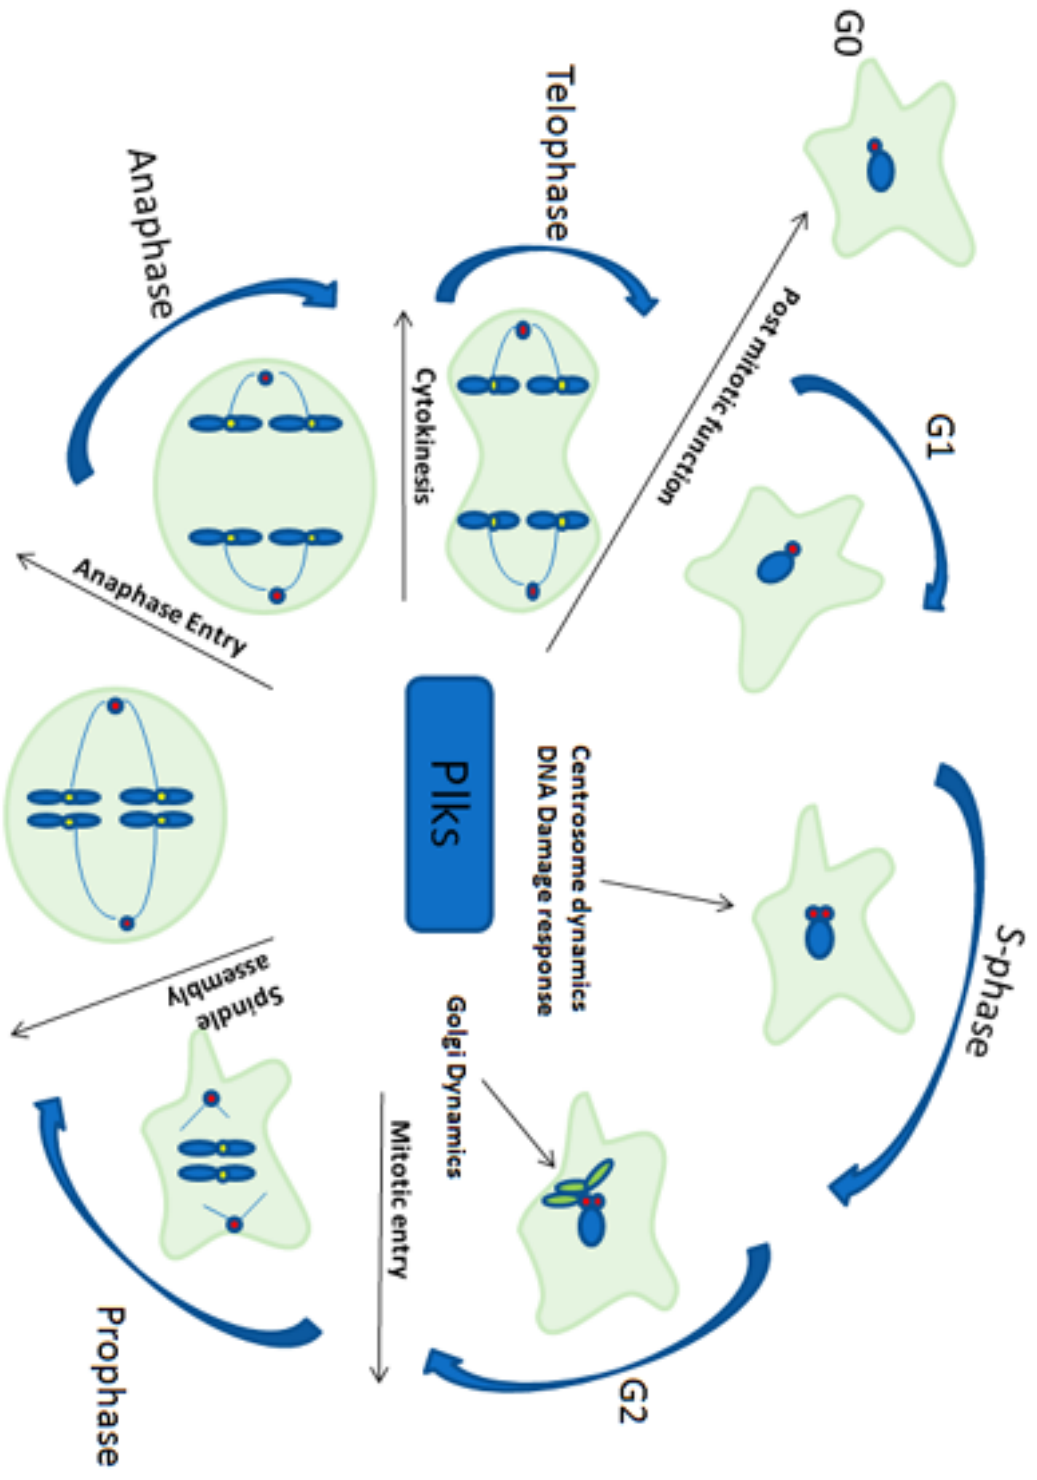 G0
Post mitotic function
G1
S-phase
Centrosome dynamics
DNA Damage response
Plks
Golgi Dynamics
G2
Mitotic entry
Prophase
Spindle
assembly
Anaphase Entry
Anaphase
Cytokinesis
Telophase